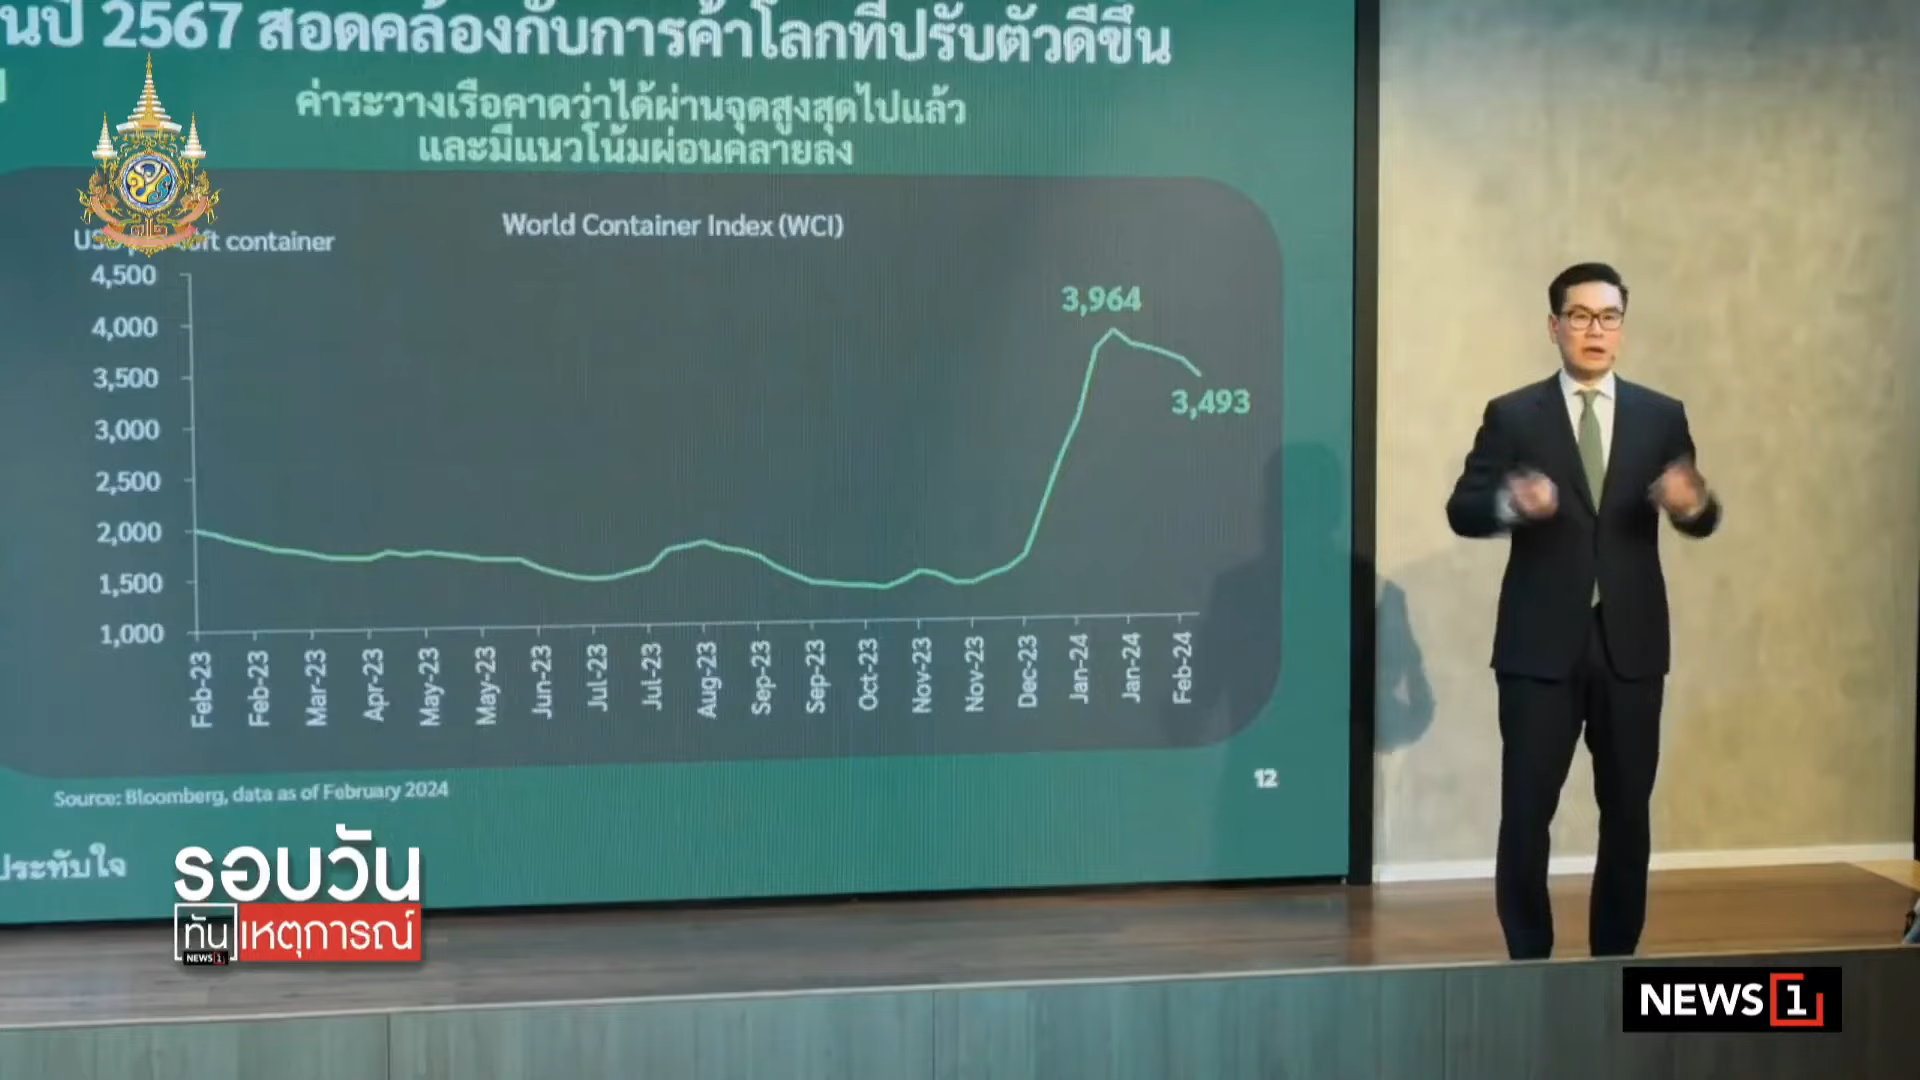 นปี 2567 สอดคล้องกับการค้าโลกที่ปรับตัวดีขึ้น
ค่าระวางเรือคาดว่าได้ผ่านจุดสูงสุดไปแล้ว
และมีแนวโน้มผ่อนคลายลง
World Container Index (WCI)
container
4,500
4,000
3,500
3,000
2,500
2,000
1,500
1,000
3,964
3,493
Feb-23
Feb-23
Mar-23
Apr-23
May-23
May-23
Jun-23
Jul-23
Jul-23
Aug-23
Sep-23
Sep-23
Oct-23
Nov-23
Nov-23
Dec-23
Jan-24
Jan-24
Feb-24
Source: Bloomberg, data as of February 2024
12
ประทับใจ
รอบวัน
ทันเหตุการณ์
NEWS 1
NEWS 1